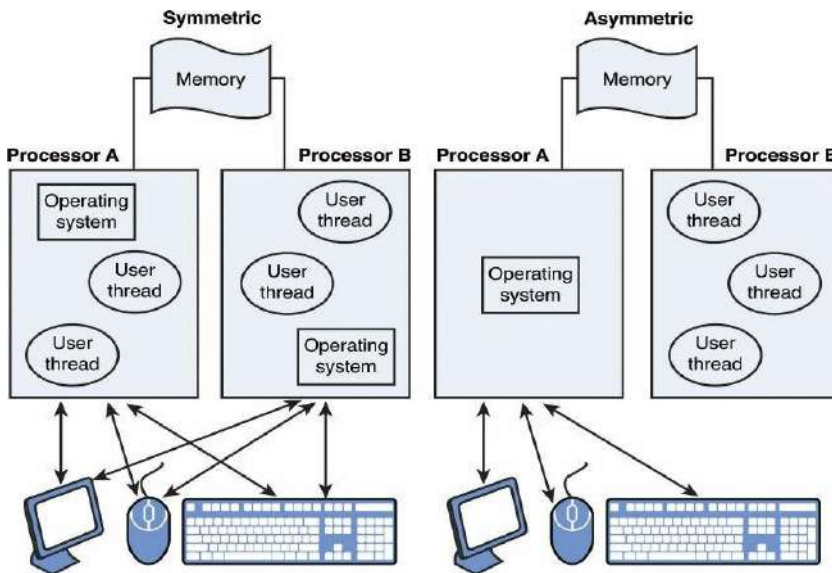 Symmetric
Asymmetric
Memory
Memory
Processor A
Processor B
Processor A
Processor B
Operating
system
User
thread
User
thread
User
thread
User
thread
Operating
system
Operating
system
User
thread
User
thread
User
thread